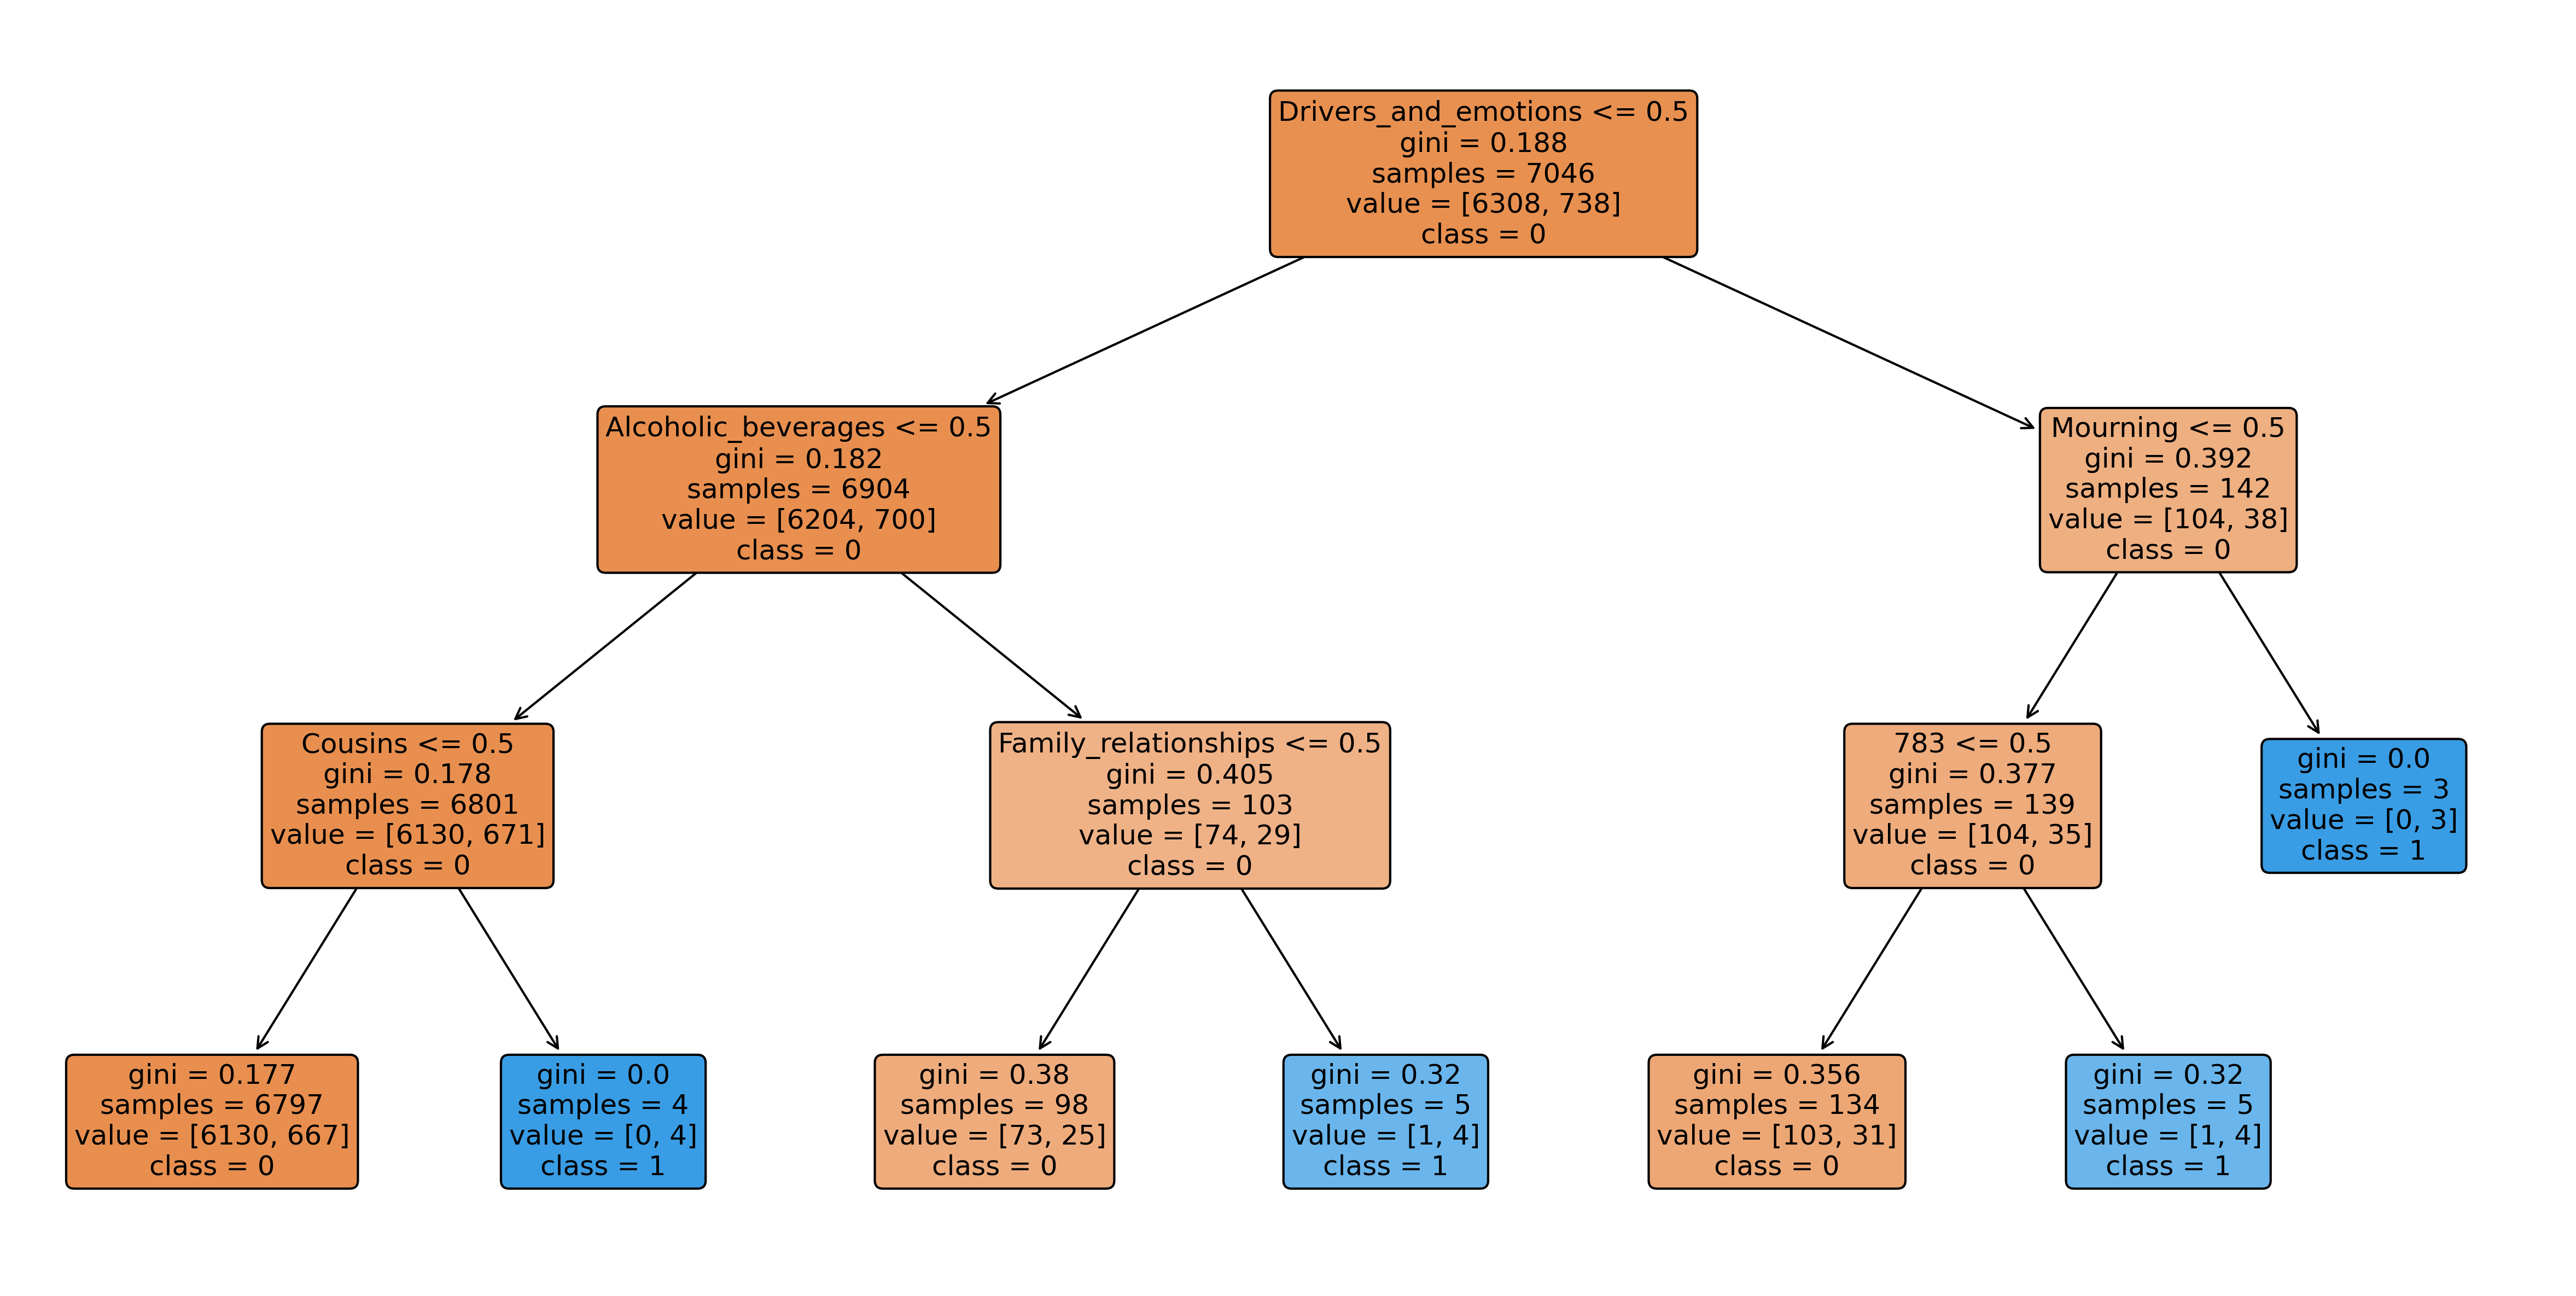 Drivers_and_emotions <= 0.5
gini = 0.188
samples = 7046
value = [6308, 738]
class = 0
Alcoholic_beverages <= 0.5
gini = 0.182
samples = 6904
value = [6204, 700]
class = 0
Mourning <= 0.5
gini = 0.392
samples = 142
value = [104, 38]
class = 0
Cousins <= 0.5
gini = 0.178
samples = 6801
value = [6130, 671]
class = 0
Family_relationships <= 0.5
gini = 0.405
samples = 103
value = [74, 29]
class = 0
783 <= 0.5
gini = 0.377
samples = 139
value = [104, 35]
class = 0
gini = 0.0
samples = 3
value = [0, 3]
class = 1
gini = 0.177
samples = 6797
value = [6130, 667]
class = 0
gini = 0.0
samples = 4
value = [0, 4]
class = 1
gini = 0.38
samples = 98
value = [73, 25]
class = 0
gini = 0.32
samples = 5
value = [1, 4]
class = 1
gini = 0.356
samples = 134
value = [103, 31]
class = 0
gini = 0.32
samples = 5
value = [1, 4]
class = 1